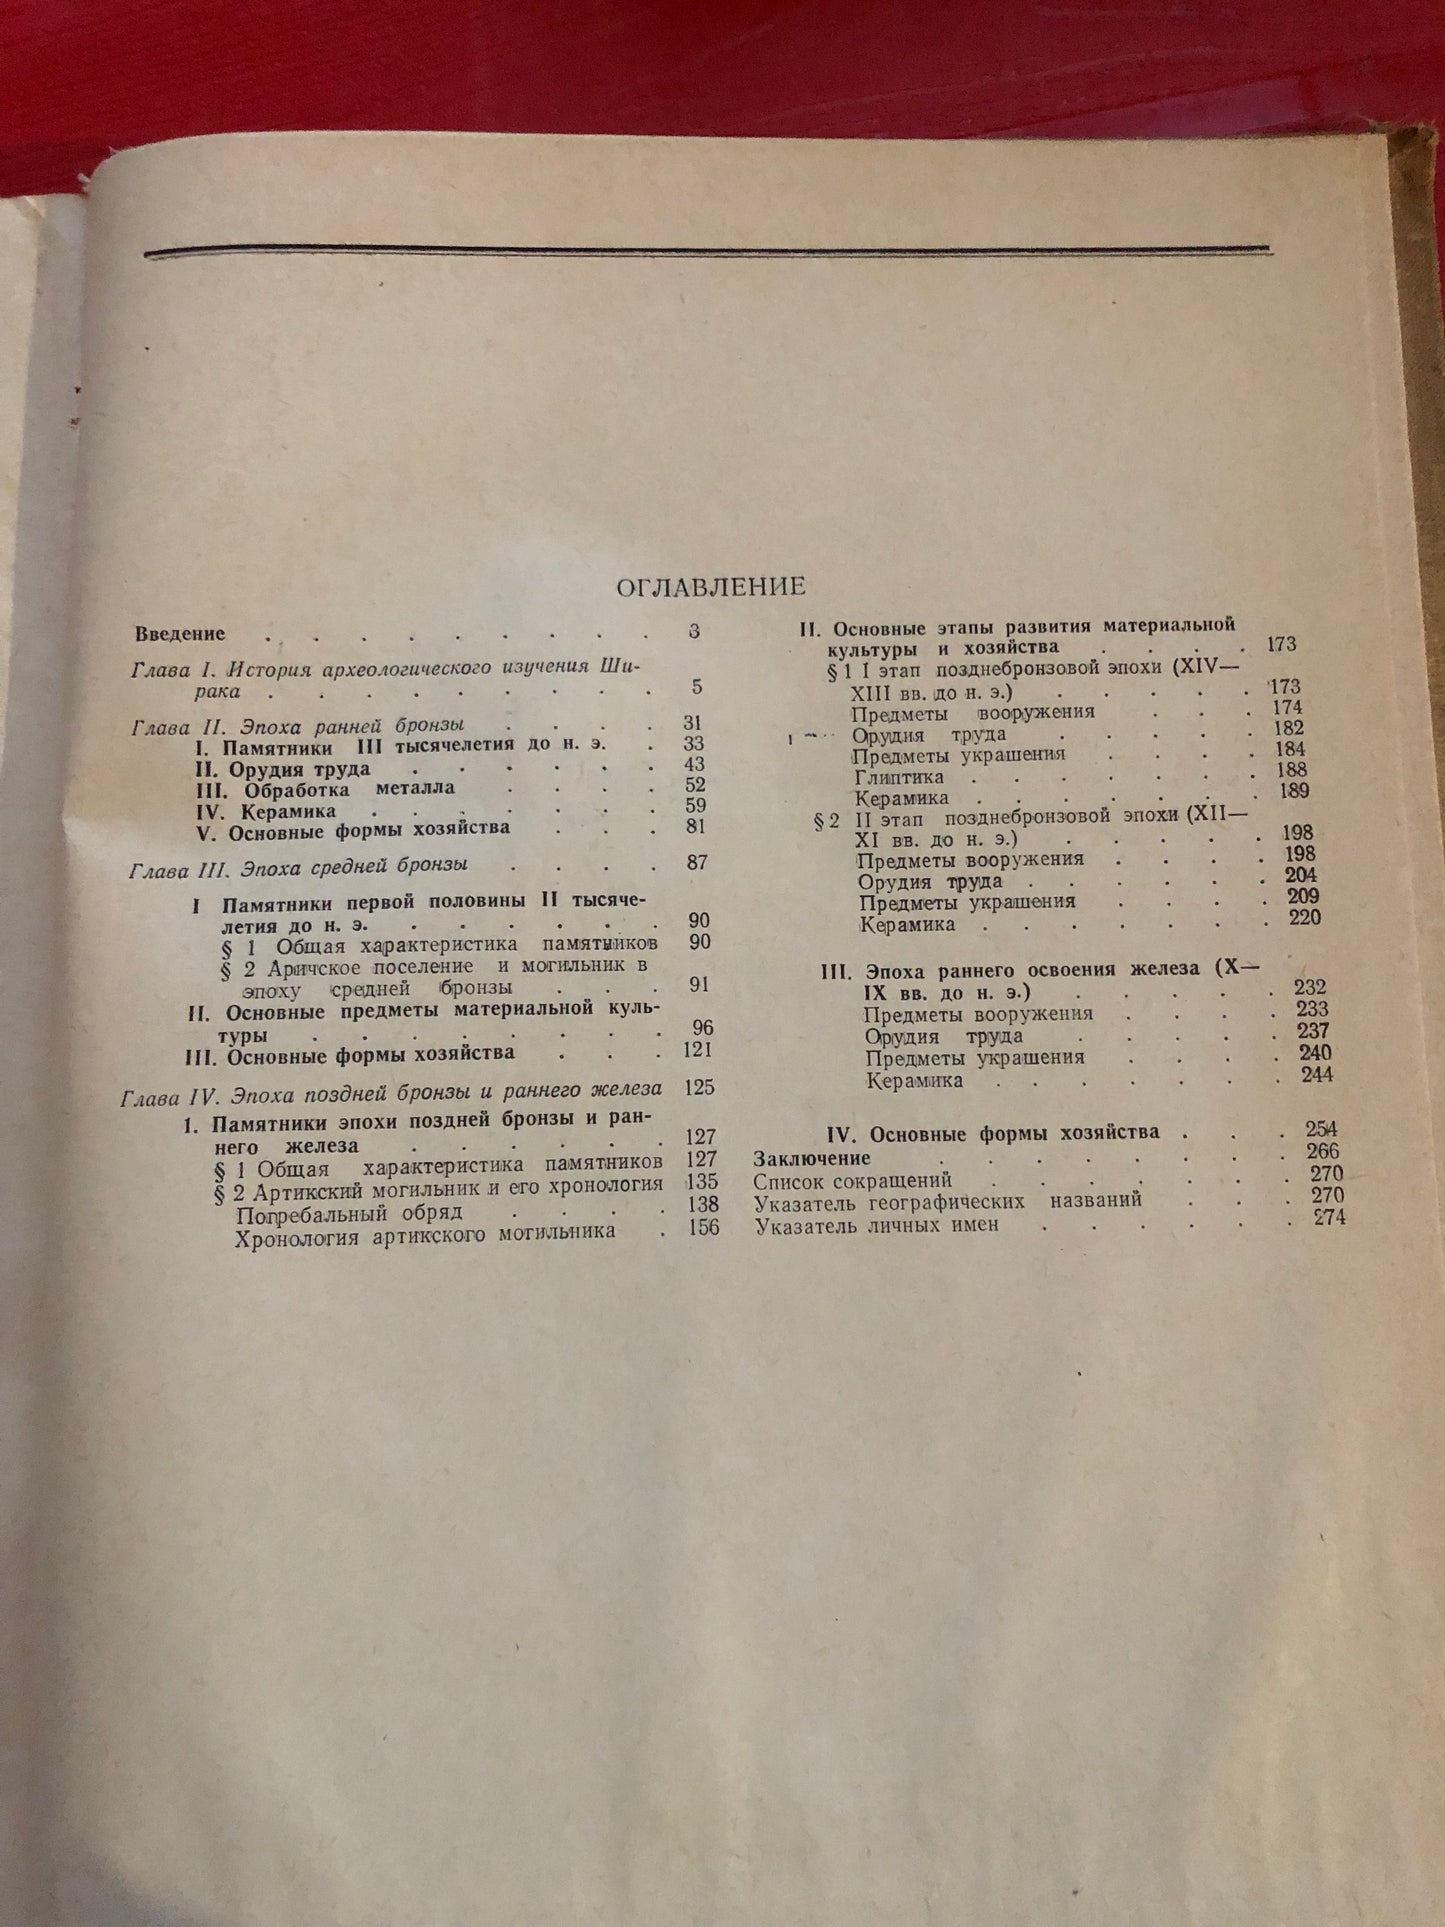 ОГЛАВЛЕНИЕ
Введение . . . . . . . . . 3
Глава I. История археологического изучения Ши-
рака . . . . . . . . . 5
Глава II. Эпоха ранней бронзы . . . . 31
I. Памятники III тысячелетия до н. э. . 33
II. Орудия труда . . . . . . 43
III. Обработка металла . . . . 52
IV. Керамика . . . . . . . 59
V. Основные формы хозяйства . . . 81
Глава III. Эпоха средней бронзы . . . . 87
I Памятники первой половины II тысяче-
летия до н. э. . . . . . . 90
§ 1 Общая характеристика памятников 90
§ 2 Аричское поселение и могильник в
эпоху средней бронзы . . . 91
II. Основные предметы материальной куль-
туры . . . . . . . . 96
III. Основные формы хозяйства . . . 121
Глава IV. Эпоха поздней бронзы и раннего железа 125
I. Памятники эпохи поздней бронзы и ран-
него железа . . . . . 127
§ 1 Общая характеристика памятников 127
§ 2 Артикский могильник и его хронология 135
Погребальный обряд . . . . 138
Хронология артикского могильника . 156
II. Основные этапы развития материальной
культуры и хозяйства . . . . 173
§ 1 I этап позднебронзовой эпохи (XIV—
XIII вв. до н. э.) . . . . . 173
Предметы вооружения . . . 174
Орудия труда . . . . . 182
Предметы украшения . . . . 184
Глиптика . . . . . . . 188
Керамика . . . . . . . 189
§ 2 II этап позднебронзовой эпохи (XII—
XI вв. до н. э.) . . . . . 198
Предметы вооружения . . . . 198
Орудия труда . . . . . . 204
Предметы украшения . . . . 209
Керамика . . . . . . . 220
III. Эпоха раннего освоения железа (X—
IX вв. до н. э.) . . . . . 232
Предметы вооружения . . . . 233
Орудия труда . . . . . 237
Предметы украшения . . . . 240
Керамика . . . . . . . 244
IV. Основные формы хозяйства . . . 254
Заключение . . . . . . . . 266
Список сокращений . . . . . . . 270
Указатель географических названий . . . 270
Указатель личных имен . . . . . . 274